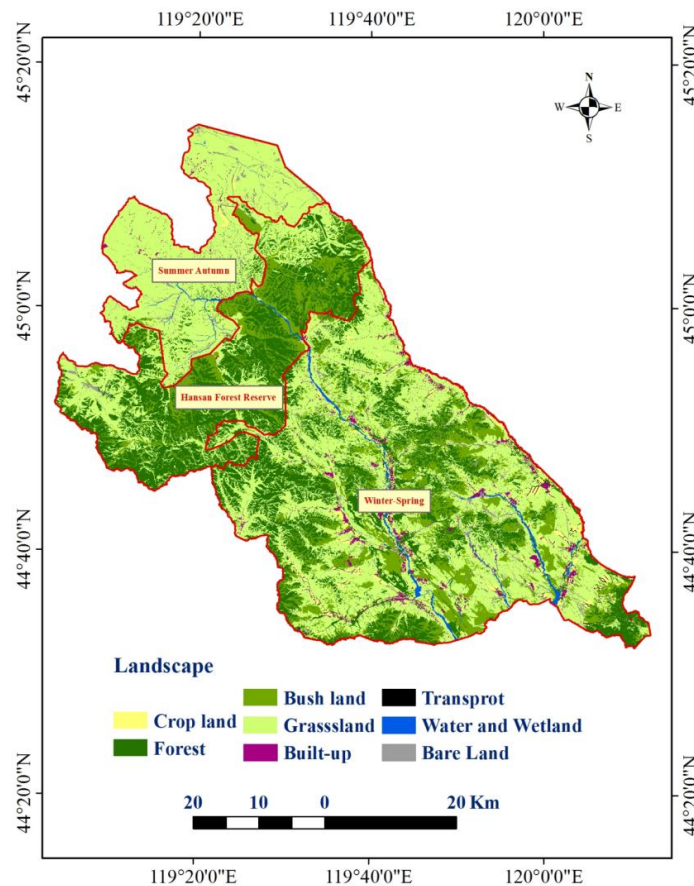 119°20'0"E 119°40'0"E 120°0'0"E
45°20'0"N 45°20'0"N
N
W E
S
Summer Autumn
45°0'0"N 45°0'0"N
Hansan Forest Reserve
Winter-Spring
44°40'0"N 44°40'0"N
Landscape
Bush land Transprot
Crop land Grasssland Water and Wetland
Forest Built-up Bare Land
44°20'0"N 44°20'0"N
20 10 0 20 Km
119°20'0"E 119°40'0"E 120°0'0"E